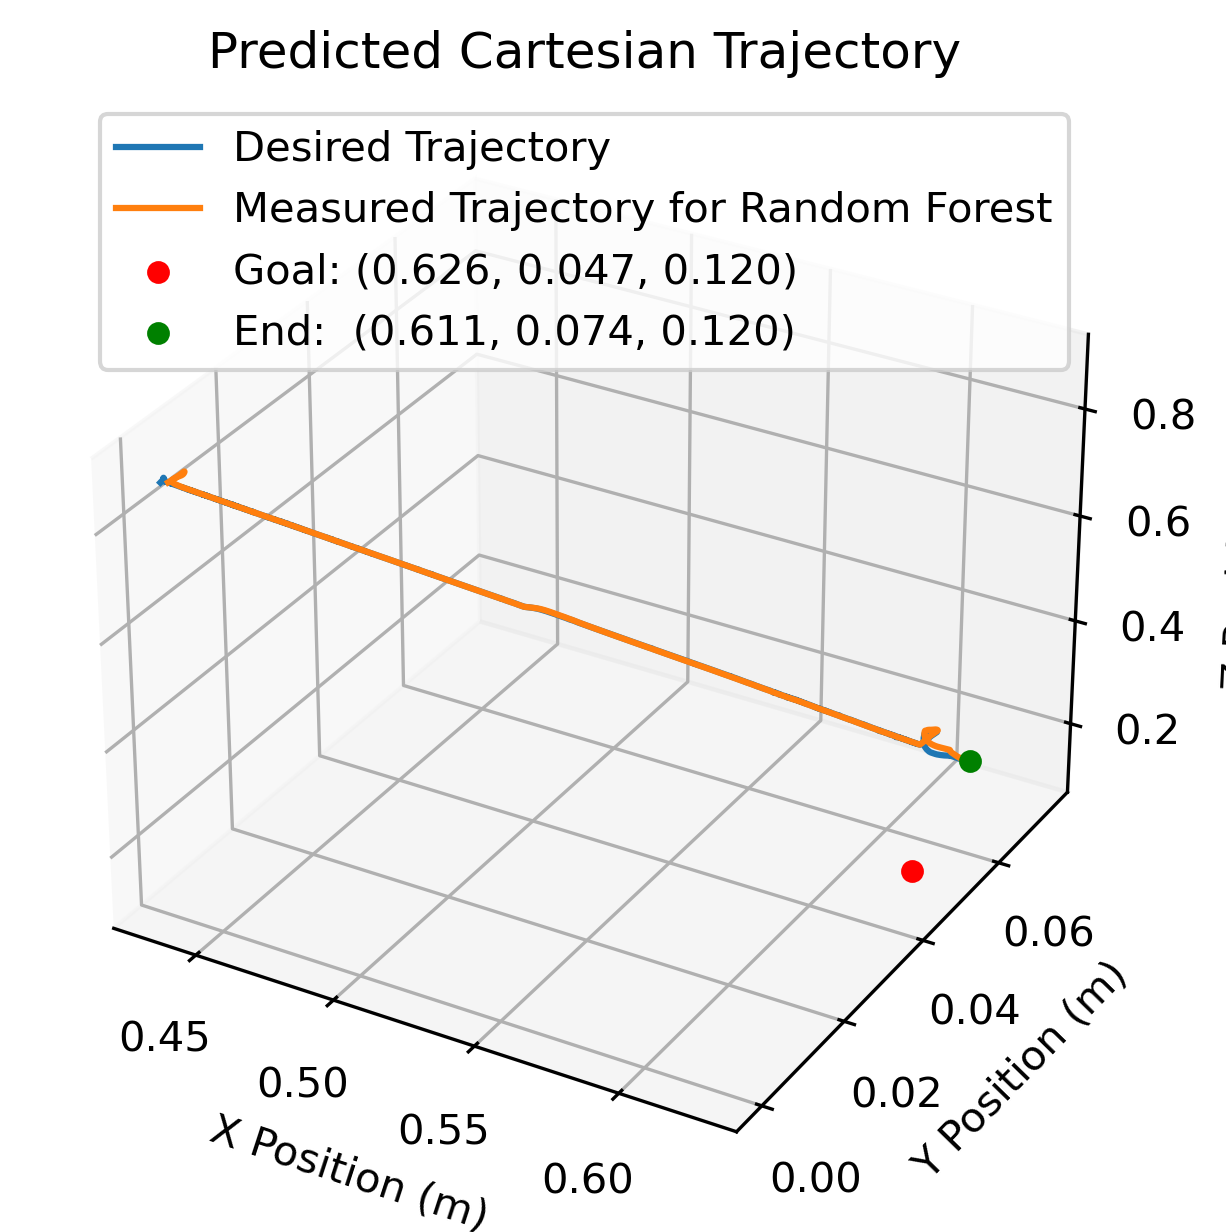 Predicted Cartesian Trajectory
Desired Trajectory
Measured Trajectory for Random Forest
Goal: (0.626, 0.047, 0.120)
End: (0.611, 0.074, 0.120)
0.8
0.6
0.4
0.2
0.06
0.04
0.02
0.00
Y Position (m)
0.45
0.50
0.55
0.60
X Position (m)